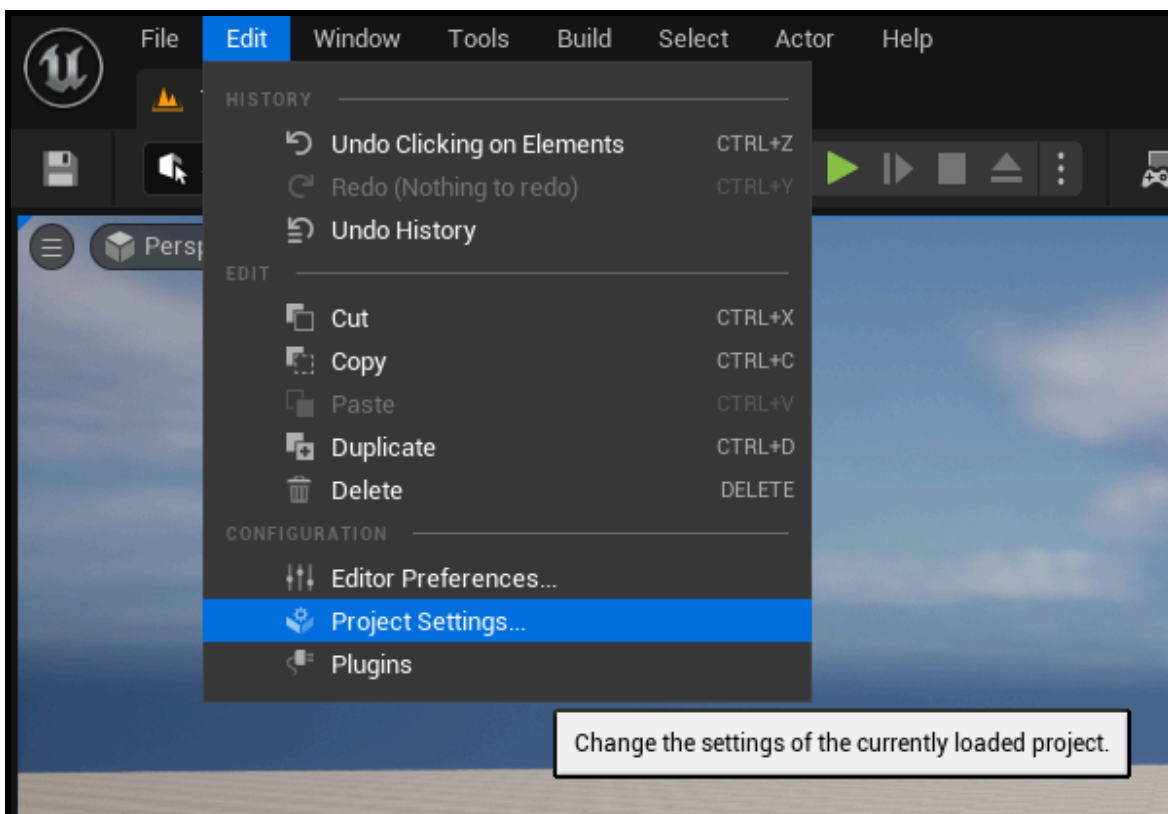 File Edit Window Tools Build Select Actor Help
HISTORY
Undo Clicking on Elements CTRL+Z
Redo (Nothing to redo) CTRL+Y
Undo History
Persp
EDIT
Cut CTRL+X
Copy CTRL+C
Paste CTRL+V
Duplicate CTRL+D
Delete DELETE
CONFIGURATION
Editor Preferences...
Project Settings...
Plugins
Change the settings of the currently loaded project.